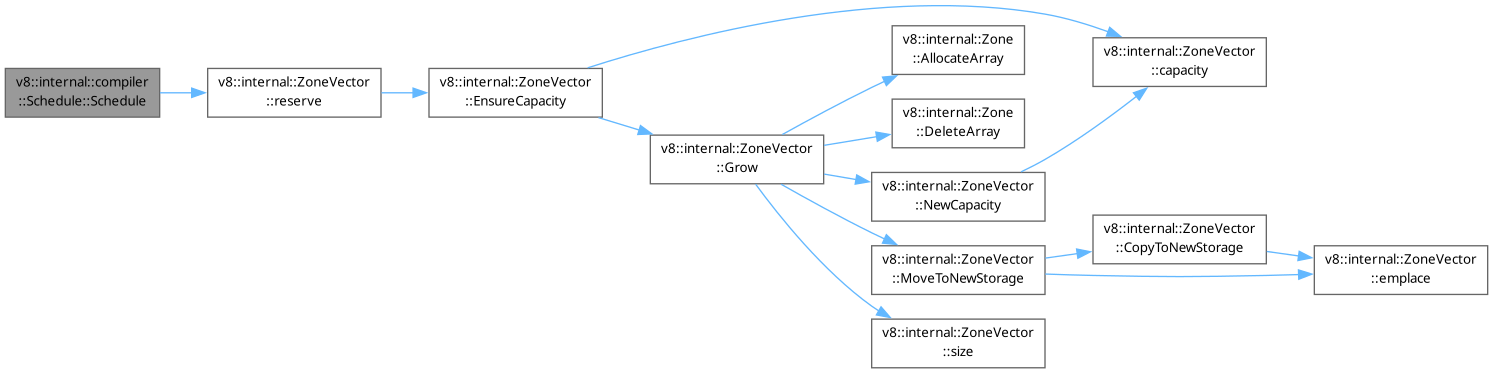 v8::internal::compiler
::Schedule::Schedule
v8::internal::ZoneVector
::reserve
v8::internal::ZoneVector
::EnsureCapacity
v8::internal::ZoneVector
::Grow
v8::internal::Zone
::AllocateArray
v8::internal::Zone
::DeleteArray
v8::internal::ZoneVector
::NewCapacity
v8::internal::ZoneVector
::MoveToNewStorage
v8::internal::ZoneVector
::size
v8::internal::ZoneVector
::capacity
v8::internal::ZoneVector
::CopyToNewStorage
v8::internal::ZoneVector
::emplace